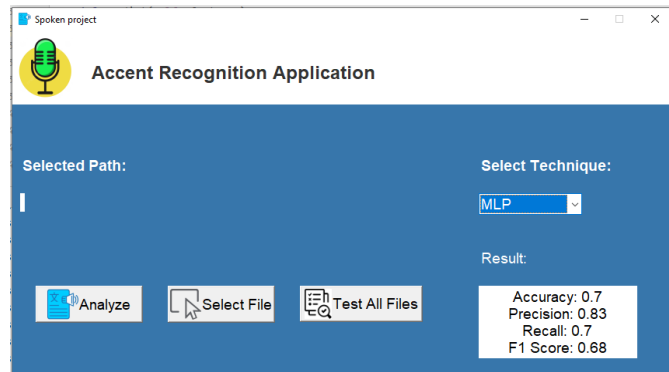 Spoken project
Accent Recognition Application
Selected Path:
Select Technique:
MLP
Result:
Analyze
Select File
Test All Files
Accuracy: 0.7
Precision: 0.83
Recall: 0.7
F1 Score: 0.68